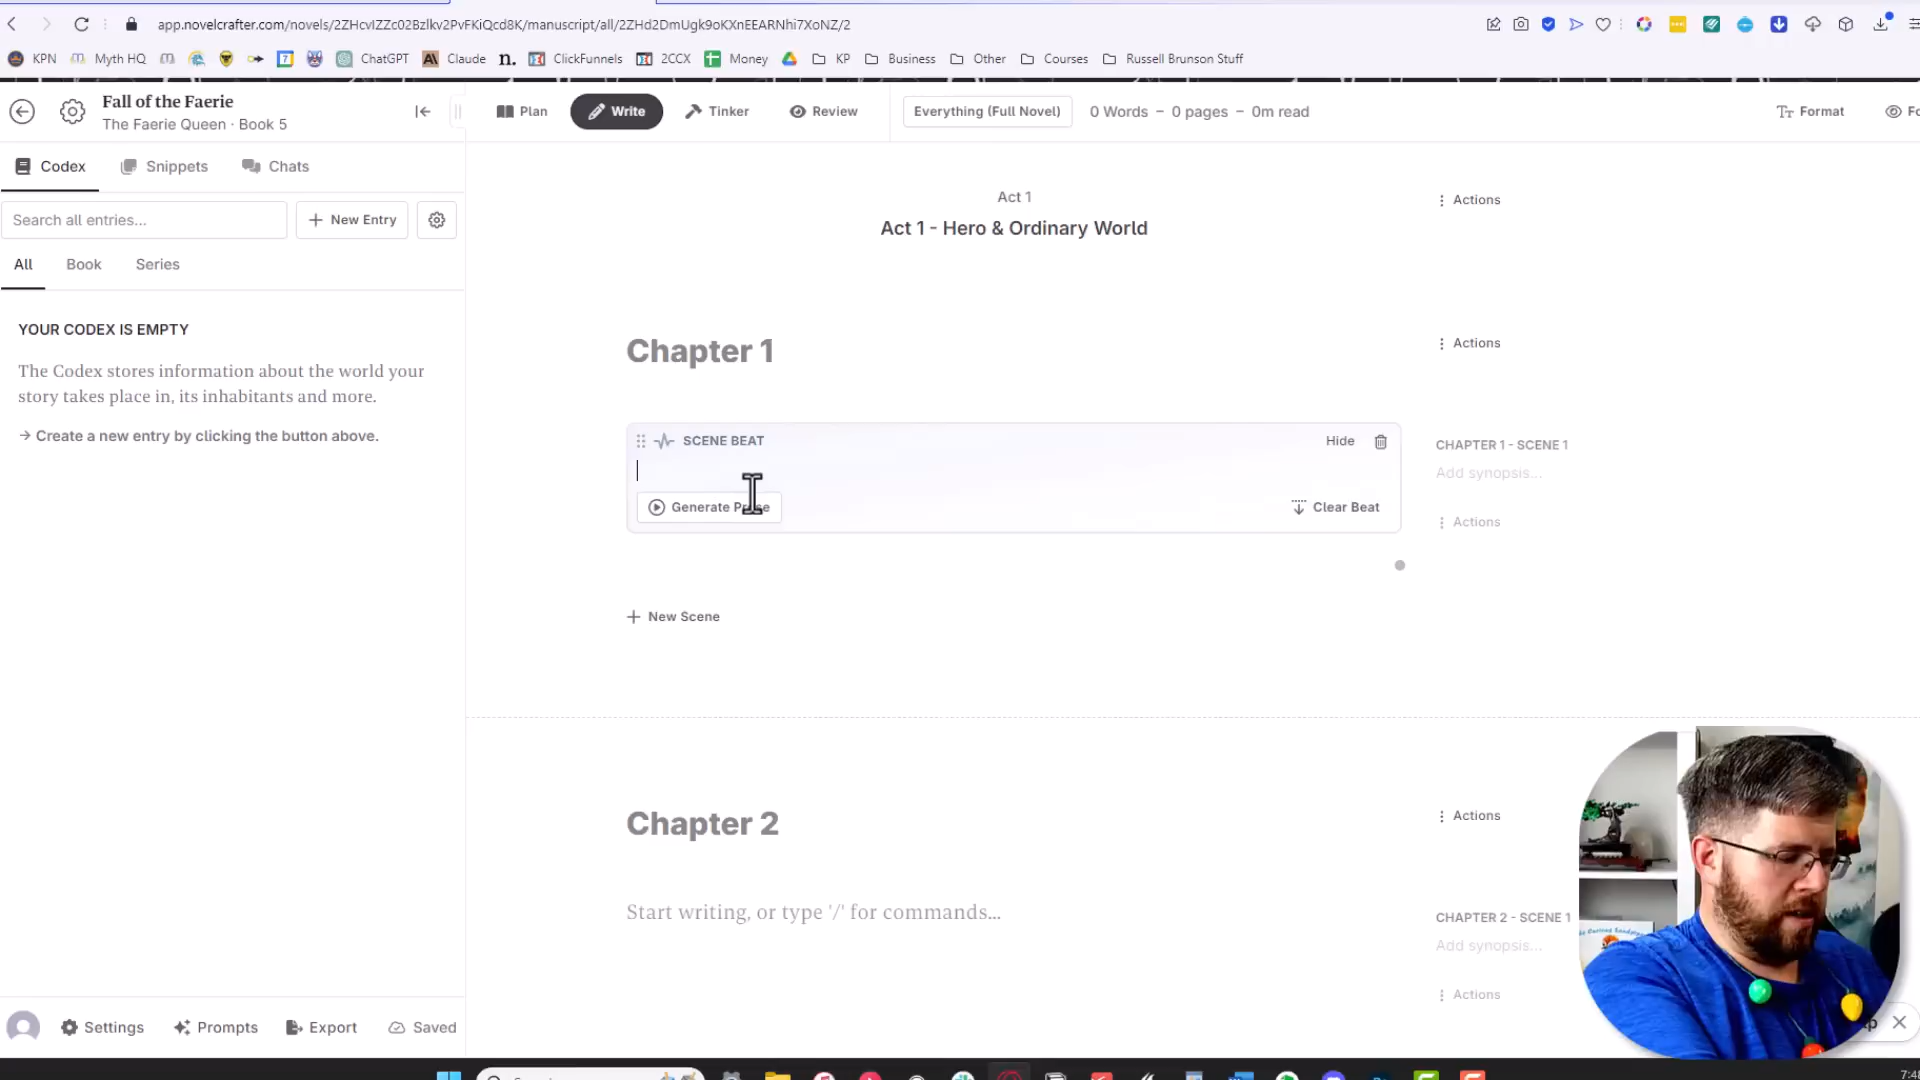 app.novelcrafter.com/novels/2ZHcvIZZc02Bzlkv2PvFKiQcd8K/manuscript/all/2ZHd2DmUgk9oKXnEEARNhi7XoNZ/2
KPN Myth HQ ChatGPT Claude ClickFunnels 2CCX Money KP Business Other Courses Russell Brunson Stuff
Fall of the Faerie
The Faerie Queen · Book 5
Plan Write Tinker Review Everything (Full Novel) 0 Words – 0 pages – 0m read Format
Codex Snippets Chats
Search all entries... New Entry
All Book Series
YOUR CODEX IS EMPTY
The Codex stores information about the world your
story takes place in, its inhabitants and more.
→ Create a new entry by clicking the button above.
Act 1
Act 1 - Hero & Ordinary World
Actions
Chapter 1
Actions
SCENE BEAT Hide
Generate
Clear Beat
CHAPTER 1 - SCENE 1
Add synopsis...
Actions
New Scene
Chapter 2
Actions
Start writing, or type '/' for commands...
CHAPTER 2 - SCENE 1
Add synopsis...
Actions
Settings Prompts Export Saved